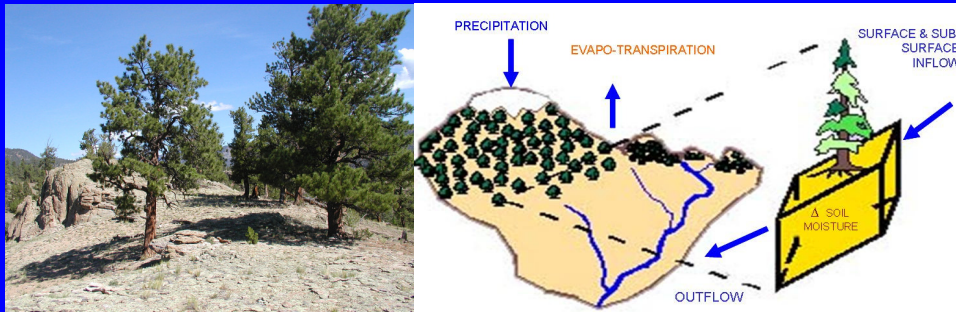 PRECIPITATION
EVAPO-TRANSPIRATION
SURFACE & SUB
SURFACE
INFLOW
Δ SOIL
MOISTURE
OUTFLOW